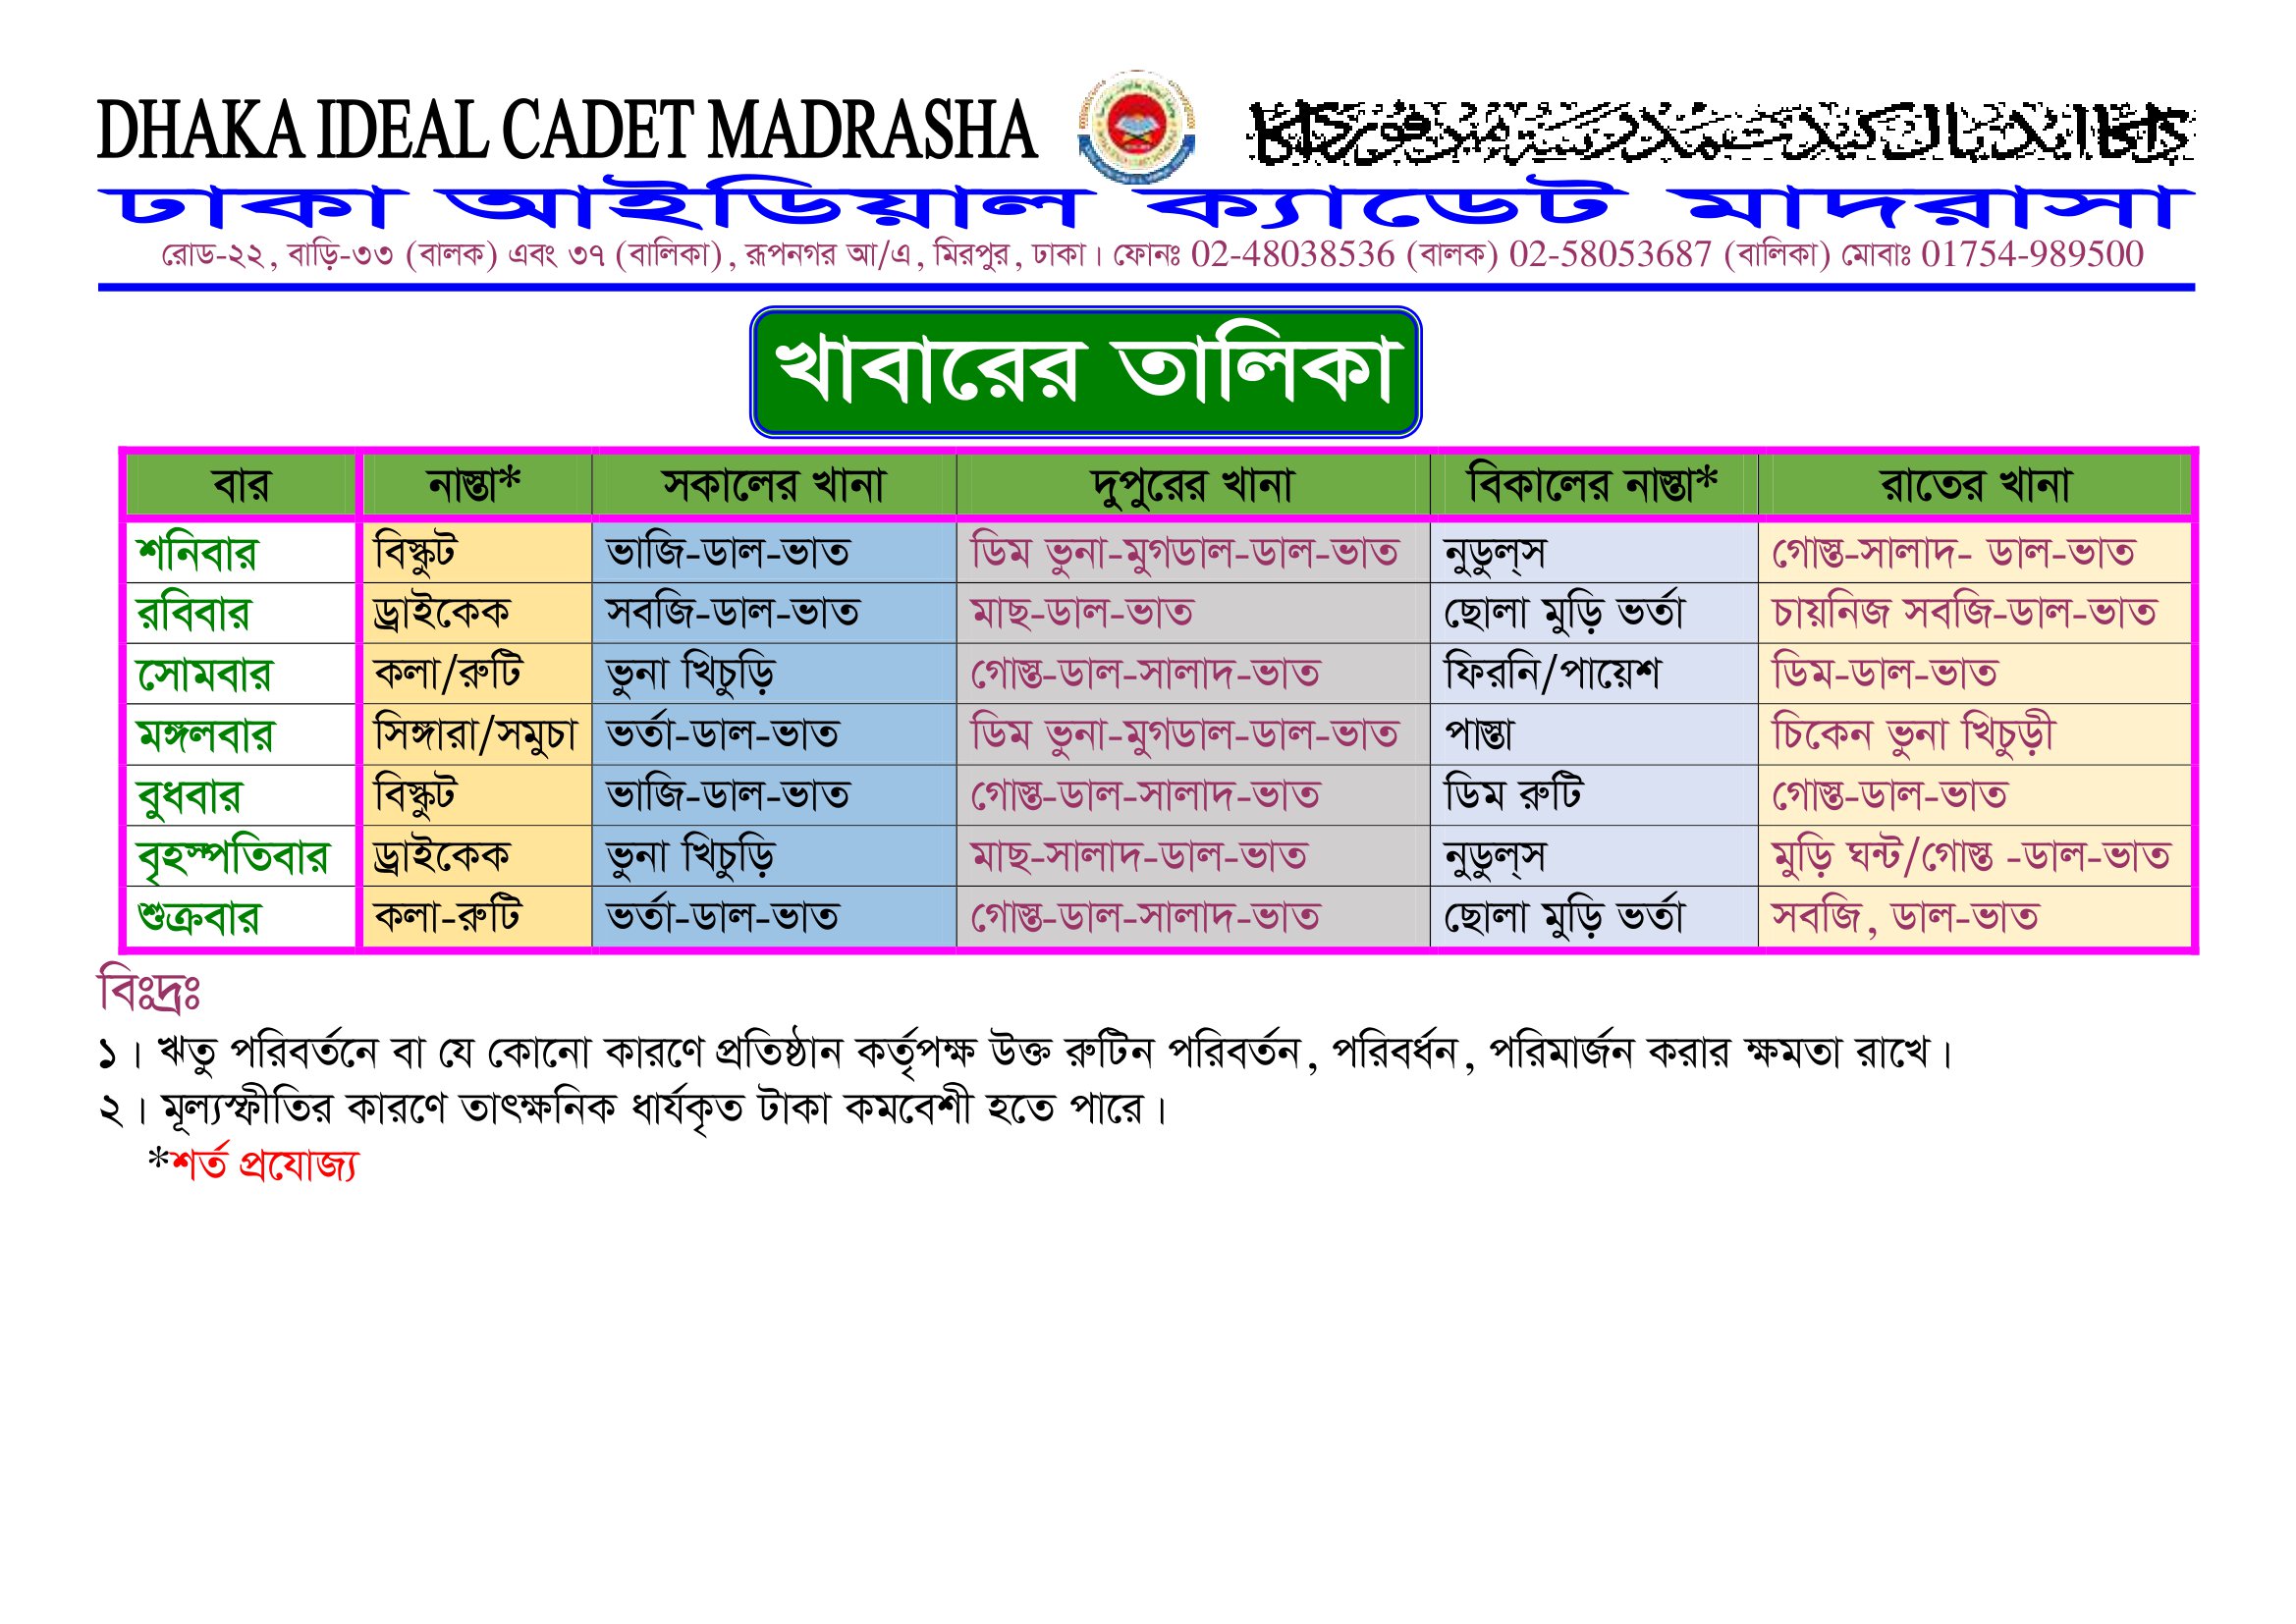 DHAKA IDEAL CADET MADRASHA
ঢাকা আইডিয়াল ক্যাডেট মাদরাসা
রোড-২২, বাড়ি-৩৩ (বালক) এবং ৩৭ (বালিকা), রূপনগর আ/এ, মিরপুর, ঢাকা। ফোনঃ 02-48038536 (বালক) 02-58053687 (বালিকা) মোবাঃ 01754-989500
খাবারের তালিকা
বার নাস্তা* সকালের খানা দুপুরের খানা বিকালের নাস্তা* রাতের খানা
শনিবার বিস্কুট ভাজি-ডাল-ভাত ডিম ভুনা-মুগডাল-ডাল-ভাত নুডুল্স গোস্ত-সালাদ- ডাল-ভাত
রবিবার ড্রাইকেক সবজি-ডাল-ভাত মাছ-ডাল-ভাত ছোলা মুড়ি ভর্তা চায়নিজ সবজি-ডাল-ভাত
সোমবার কলা/রুটি ভুনা খিচুড়ি গোস্ত-ডাল-সালাদ-ভাত ফিরনি/পায়েশ ডিম-ডাল-ভাত
মঙ্গলবার সিঙ্গারা/সমুচা ভর্তা-ডাল-ভাত ডিম ভুনা-মুগডাল-ডাল-ভাত পাস্তা চিকেন ভুনা খিচুড়ী
বুধবার বিস্কুট ভাজি-ডাল-ভাত গোস্ত-ডাল-সালাদ-ভাত ডিম রুটি গোস্ত-ডাল-ভাত
বৃহস্পতিবার ড্রাইকেক ভুনা খিচুড়ি মাছ-সালাদ-ডাল-ভাত নুডুল্স মুড়ি ঘন্ট/গোস্ত -ডাল-ভাত
শুক্রবার কলা-রুটি ভর্তা-ডাল-ভাত গোস্ত-ডাল-সালাদ-ভাত ছোলা মুড়ি ভর্তা সবজি, ডাল-ভাত
বিঃদ্রঃ
১। ঋতু পরিবর্তনে বা যে কোনো কারণে প্রতিষ্ঠান কর্তৃপক্ষ উক্ত রুটিন পরিবর্তন, পরিবর্ধন, পরিমার্জন করার ক্ষমতা রাখে।
২। মূল্যস্ফীতির কারণে তাৎক্ষনিক ধার্যকৃত টাকা কমবেশী হতে পারে।
*শর্ত প্রযোজ্য